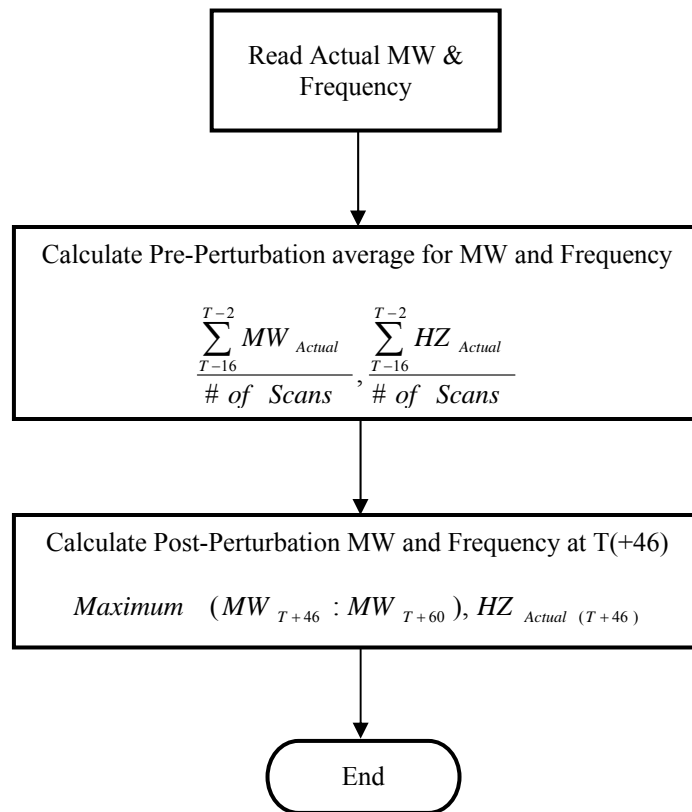 Read Actual MW &
Frequency
Calculate Pre-Perturbation average for MW and Frequency
T−2 T−2
∑ MW Actual ∑ HZ Actual
T−16 , T−16
# of Scans # of Scans
Calculate Post-Perturbation MW and Frequency at T(+46)
Maximum (MW T+46 : MW T+60 ), HZ Actual (T+46)
End